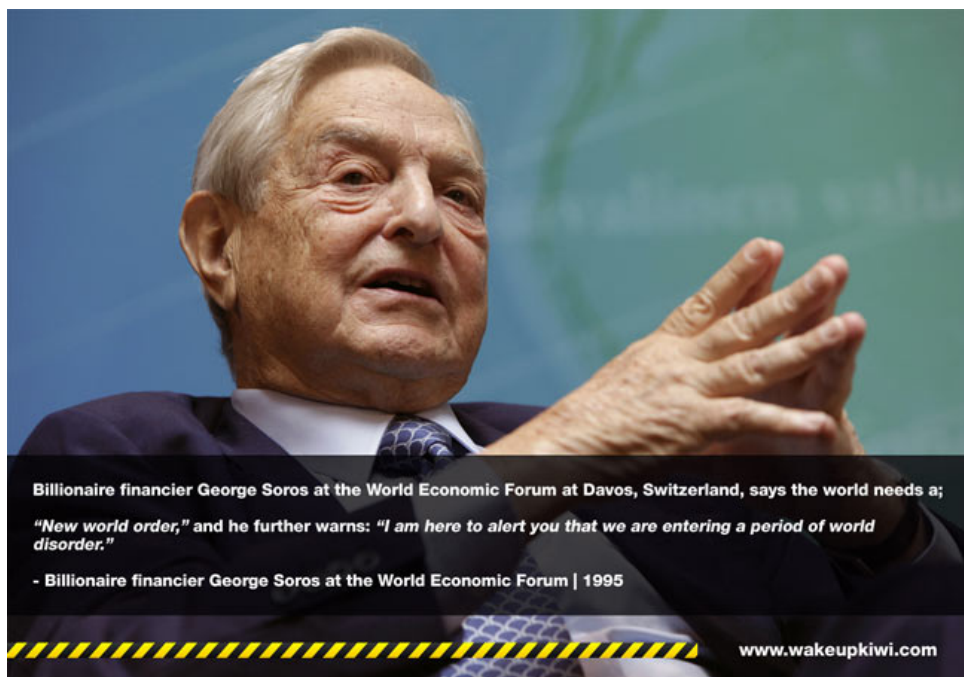 Billionaire financier George Soros at the World Economic Forum at Davos, Switzerland, says the world needs a;
“New world order,” and he further warns: “I am here to alert you that we are entering a period of world
disorder.”
- Billionaire financier George Soros at the World Economic Forum | 1995
www.wakeupkiwi.com